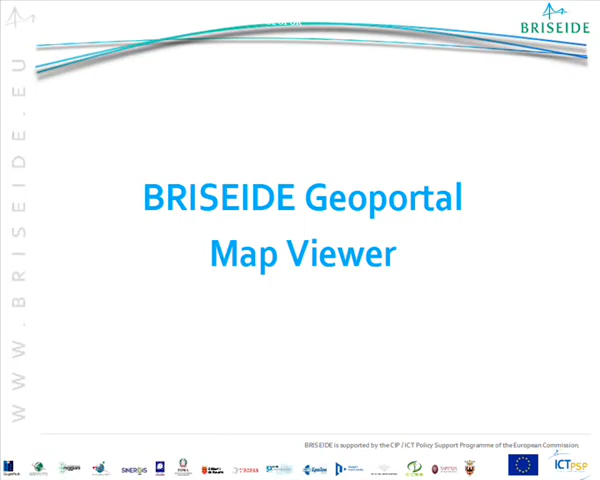 BRISEIDE
WWW.BRISEIDE.EU
BRISEIDE Geoportal
Map Viewer
BRISEIDE is supported by the CIP / ICT Policy Support Programme of the European Commission.
SINERGIS
ICT PSP